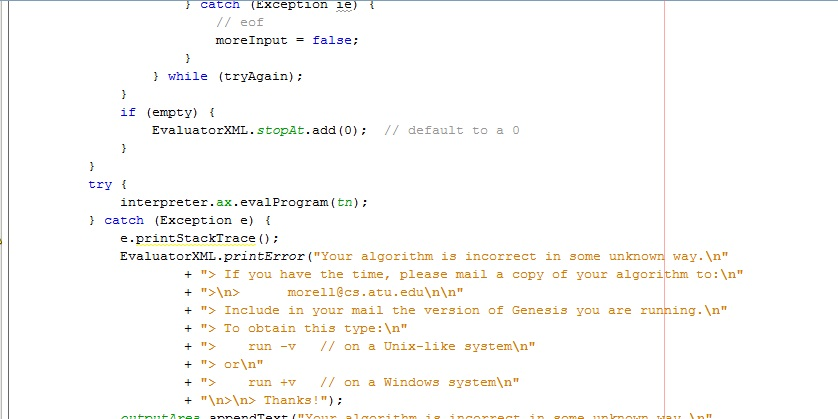 } catch (Exception ie) {
// eof
moreInput = false;
}
} while (tryAgain);
}
if (empty) {
EvaluatorXML.stopAt.add(0);  // default to a 0
}
}
try {
interpreter.ax.evalProgram(tn);
} catch (Exception e) {
e.printStackTrace();
EvaluatorXML.printError("Your algorithm is incorrect in some unknown way.\n"
+ "> If you have the time, please mail a copy of your algorithm to:\n"
+ ">\n>      morell@cs.atu.edu\n\n"
+ "> Include in your mail the version of Genesis you are running.\n"
+ "> To obtain this type:\n"
+ ">    run -v   // on a Unix-like system\n"
+ "> or\n"
+ ">    run +v   // on a Windows system\n"
+ "\n>\n> Thanks!");
outputArea.appendText("Your algorithm is incorrect in some unknown way.\n"